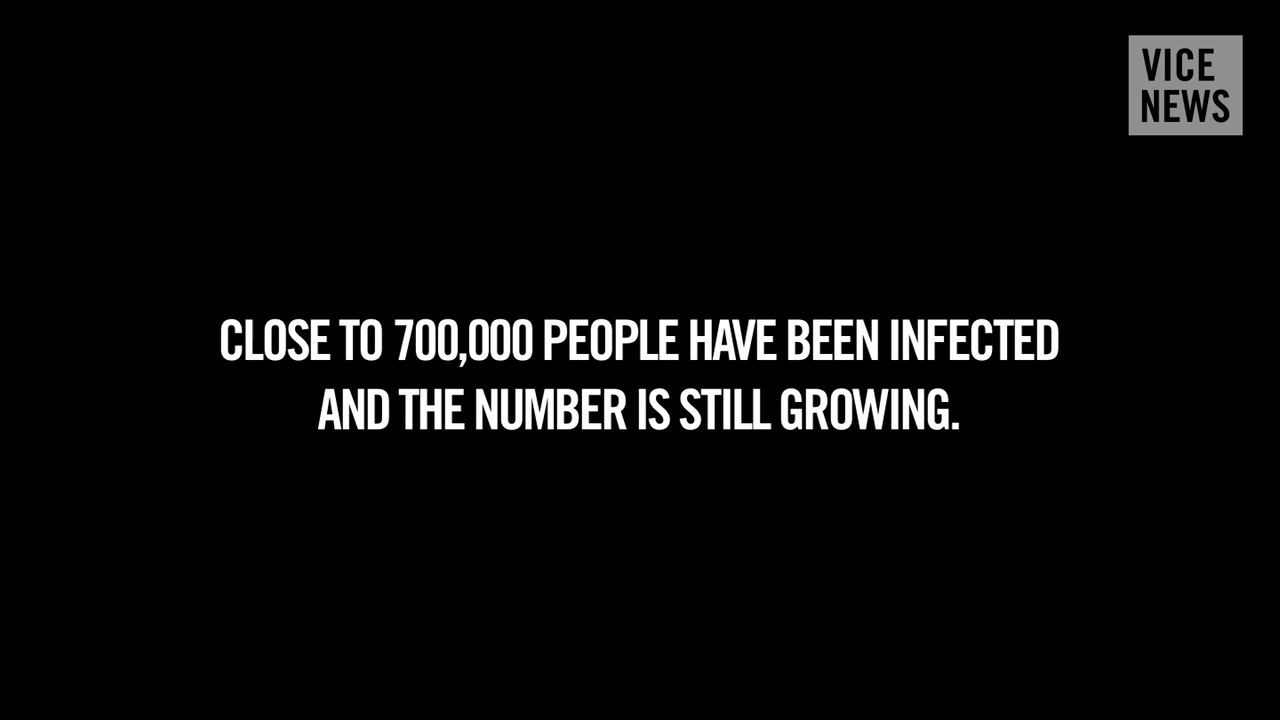 VICE
NEWS
CLOSE TO 700,000 PEOPLE HAVE BEEN INFECTED
AND THE NUMBER IS STILL GROWING.